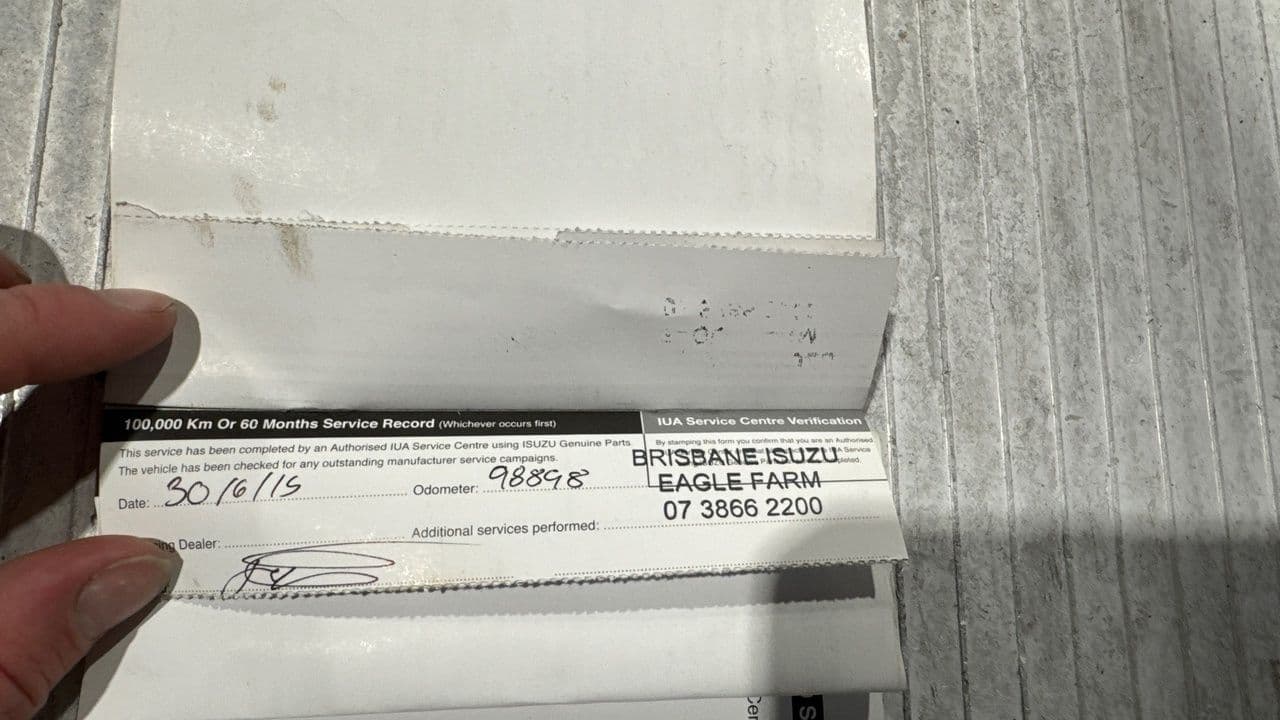 100,000 Km Or 60 Months Service Record (Whichever occurs first)
IUA Service Centre Verification
This service has been completed by an Authorised IUA Service Centre using ISUZU Genuine Parts.
The vehicle has been checked for any outstanding manufacturer service campaigns.
By stamping this form you confirm that you are an Authorised
BRISBANE ISUZU
EAGLE FARM
07 3866 2200
Date: 30/6/15
Odometer: 98898
Dealer:
Additional services performed: